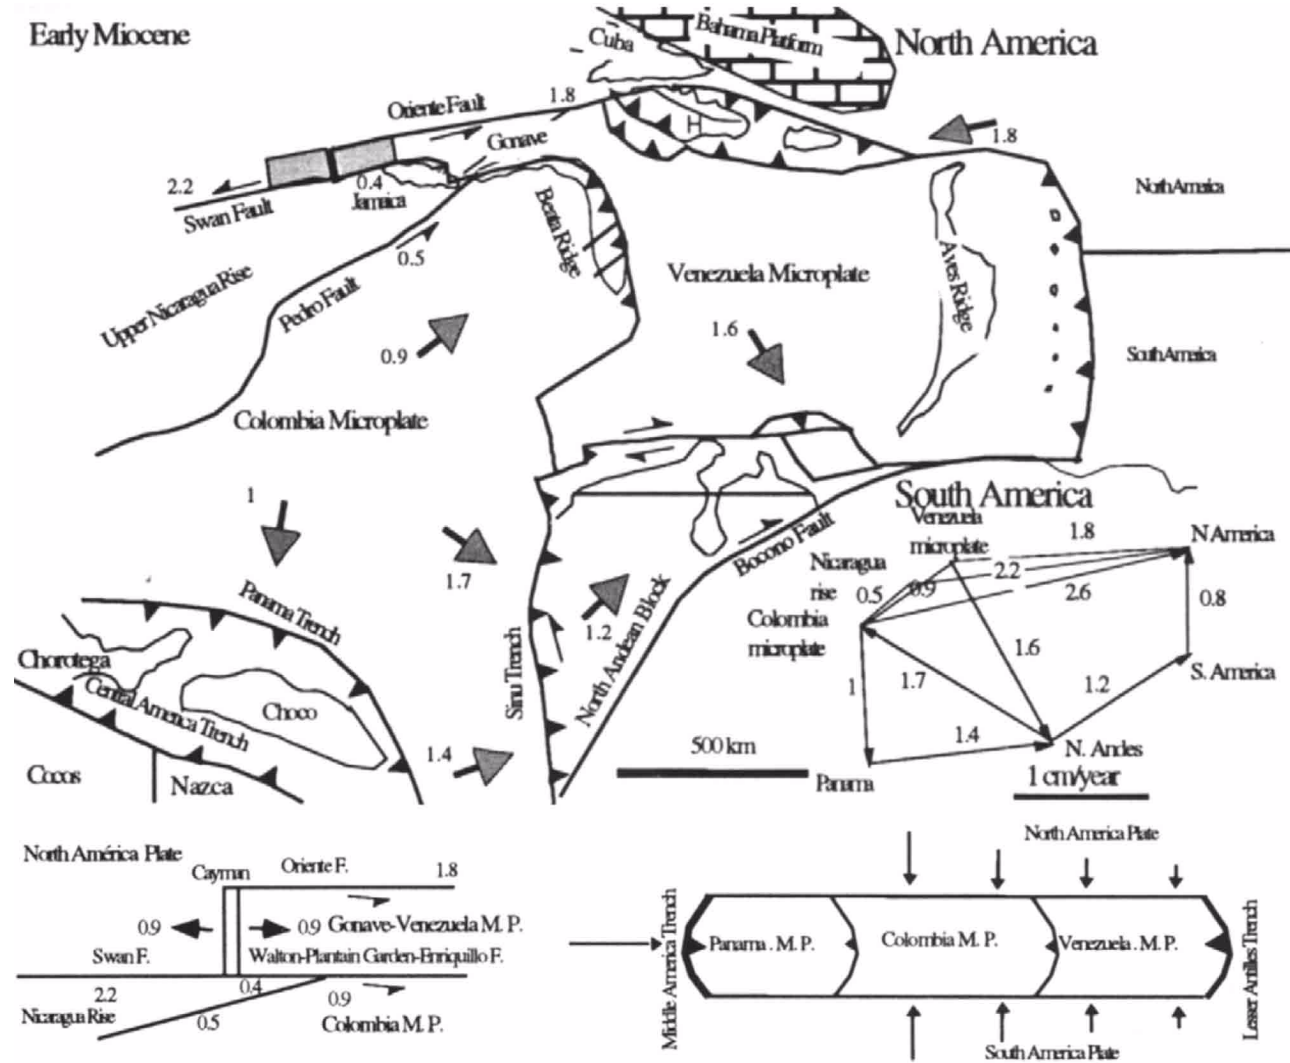 Early Miocene
Cuba
Bahama Platform
North America
Oriente Fault
1.8
Gonave
H
1.8
2.2
Swan Fault
0.4
Jamaica
Beata Ridge
North America
Upper Nicaragua Rise
Pedro Fault
0.5
Venezuela Microplate
Aves Ridge
0.9
1.6
South America
Colombia Microplate
1
1.7
Panama Trench
Chorotega
Central America Trench
Choco
Cocos
Nazca
1.4
Sinu Trench
1.2
North Andean Block
Bocono Fault
South America
500 km
Venezuela
microplate
Nicaragua
rise
Colombia
microplate
1.8
N America
2.2
0.5
0.9
2.6
0.8
1.6
1.7
1
1.2
S. America
1.4
N. Andes
Panama
1 cm/year
North América Plate
Cayman
Oriente F.
1.8
0.9
0.9
Gonave-Venezuela M. P.
Swan F.
Walton-Plantain Garden-Enriquillo F.
2.2
0.4
0.9
Nicaragua Rise
0.5
Colombia M. P.
North America Plate
Middle America Trench
Panama . M. P.
Colombia M. P.
Venezuela . M. P.
Lesser Antilles Trench
South America Plate